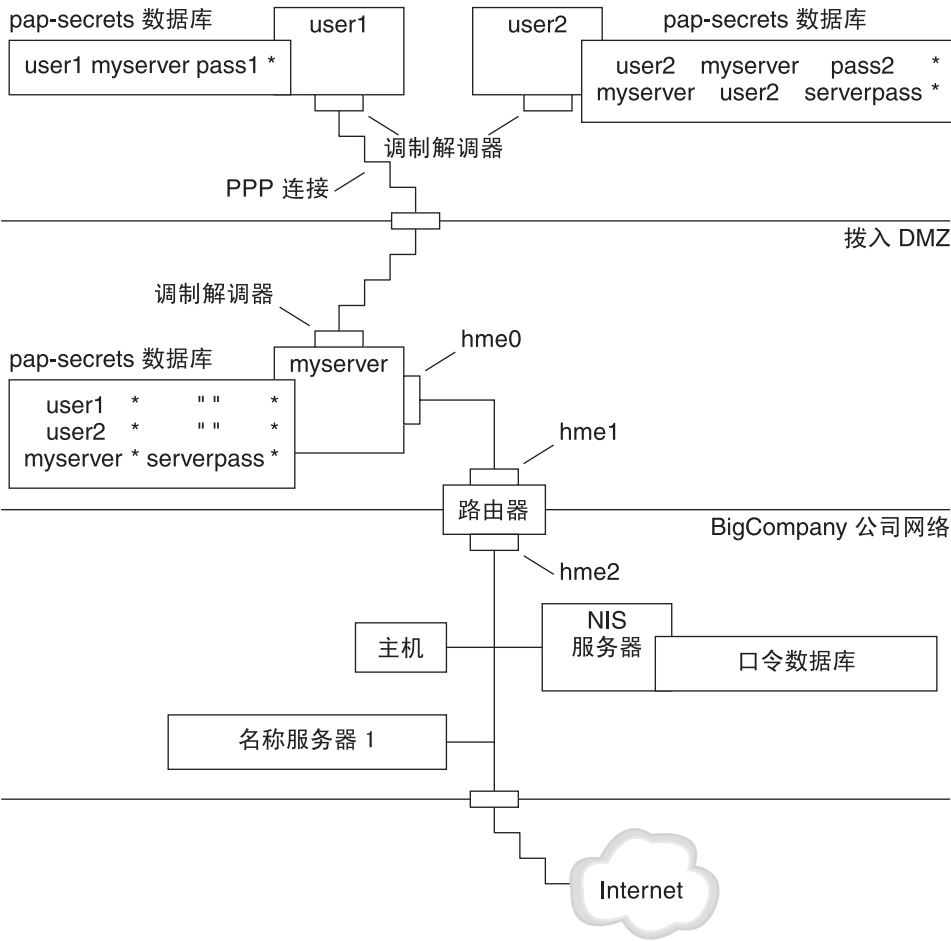 pap-secrets 数据库
user1
user2
pap-secrets 数据库
user1 myserver pass1 *
user2 myserver pass2 *
myserver user2 serverpass *
调制解调器
PPP 连接
拨入 DMZ
调制解调器
hme0
pap-secrets 数据库
myserver
user1 * " " *
user2 * " " *
myserver * serverpass *
hme1
路由器
BigCompany 公司网络
hme2
主机
NIS
服务器
口令数据库
名称服务器 1
Internet